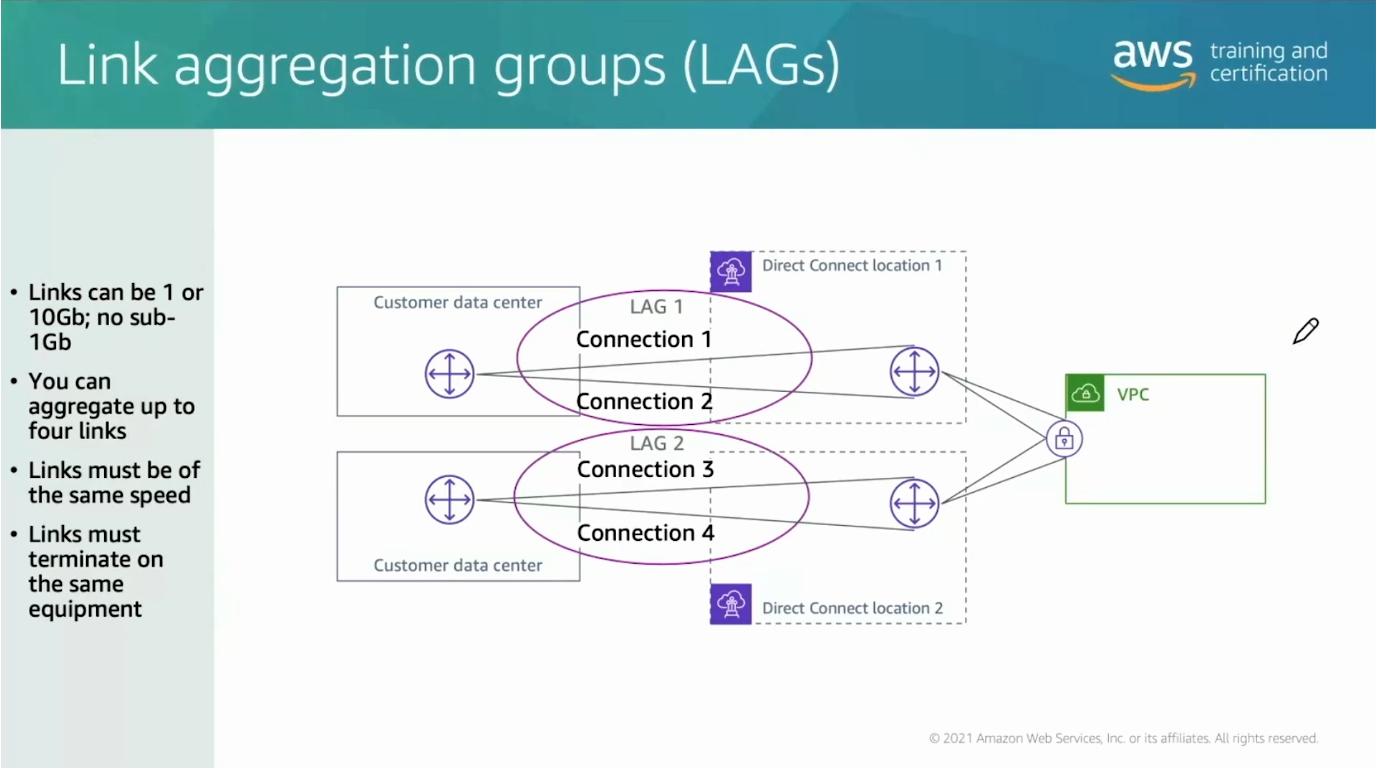 Link aggregation groups (LAGs)
aws training and
certification
• Links can be 1 or
10Gb; no sub-
1Gb
• You can
aggregate up to
four links
• Links must be of
the same speed
• Links must
terminate on
the same
equipment
Customer data center
LAG 1
Connection 1
Connection 2
Direct Connect location 1
LAG 2
Connection 3
Connection 4
Customer data center
Direct Connect location 2
VPC
© 2021 Amazon Web Services, Inc. or its affiliates. All rights reserved.